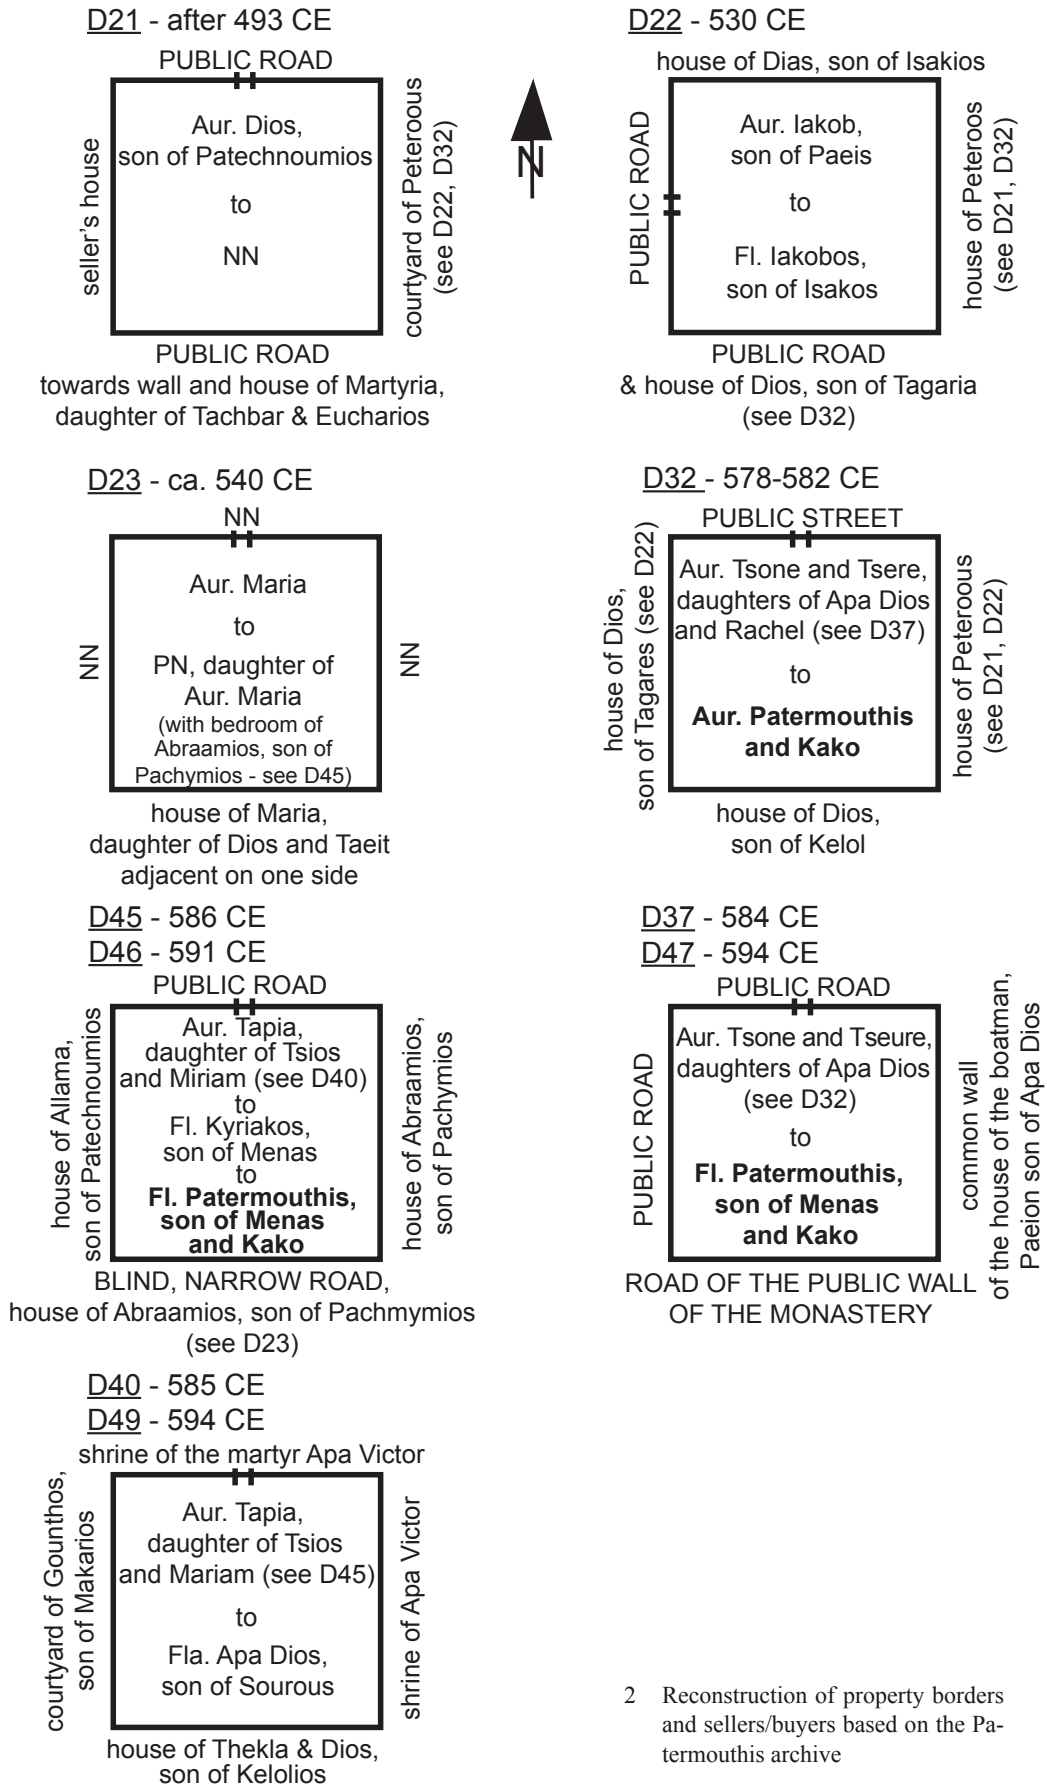 D21 - after 493 CE
PUBLIC ROAD
seller's house
Aur. Dios,
son of Patechnoumios
to
NN
courtyard of Peteroous
(see D22, D32)
PUBLIC ROAD
towards wall and house of Martyria,
daughter of Tachbar & Eucharios
N
D22 - 530 CE
house of Dias, son of Isakios
PUBLIC ROAD
Aur. Iakob,
son of Paeis
to
Fl. Iakobos,
son of Isakos
house of Peteroos
(see D21, D32)
PUBLIC ROAD
& house of Dios, son of Tagaria
(see D32)
D23 - ca. 540 CE
NN
NN
Aur. Maria
to
PN, daughter of
Aur. Maria
(with bedroom of
Abraamios, son of
Pachymios - see D45)
NN
house of Maria,
daughter of Dios and Taeit
adjacent on one side
D32 - 578-582 CE
PUBLIC STREET
house of Dios,
son of Tagares (see D22)
Aur. Tsone and Tsere,
daughters of Apa Dios
and Rachel (see D37)
to
Aur. Patermouthis
and Kako
house of Peteroous
(see D21, D22)
house of Dios,
son of Kelol
D45 - 586 CE
D46 - 591 CE
PUBLIC ROAD
house of Allama,
son of Patechnoumios
Aur. Tapia,
daughter of Tsios
and Miriam (see D40)
to
Fl. Kyriakos,
son of Menas
to
Fl. Patermouthis,
son of Menas
and Kako
house of Abraamios,
son of Pachymios
BLIND, NARROW ROAD,
house of Abraamios, son of Pachmymios
(see D23)
D37 - 584 CE
D47 - 594 CE
PUBLIC ROAD
PUBLIC ROAD
Aur. Tsone and Tseure,
daughters of Apa Dios
(see D32)
to
Fl. Patermouthis,
son of Menas
and Kako
common wall
of the house of the boatman,
Paeion son of Apa Dios
ROAD OF THE PUBLIC WALL
OF THE MONASTERY
D40 - 585 CE
D49 - 594 CE
shrine of the martyr Apa Victor
courtyard of Gounthos,
son of Makarios
Aur. Tapia,
daughter of Tsios
and Mariam (see D45)
to
Fla. Apa Dios,
son of Sourous
shrine of Apa Victor
house of Thekla & Dios,
son of Kelolios
2 Reconstruction of property borders
and sellers/buyers based on the Pa-
termouthis archive